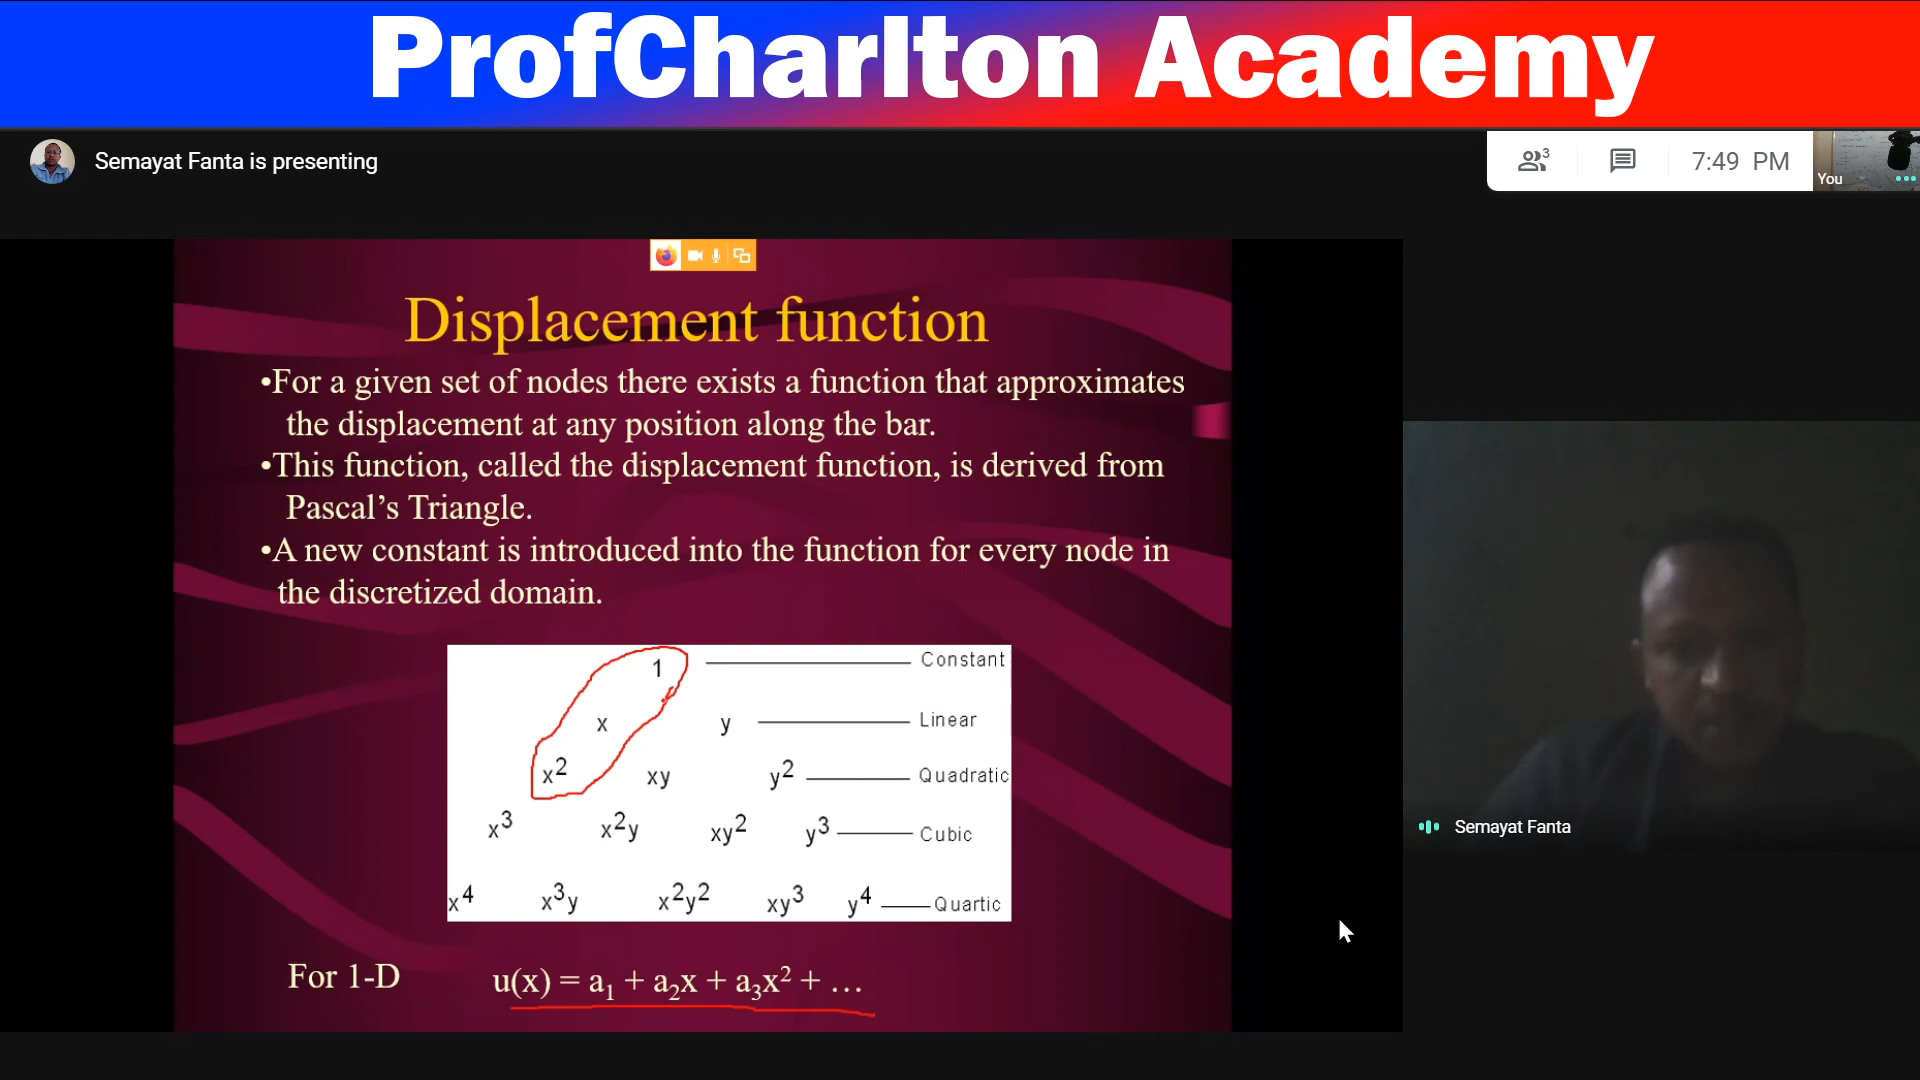 ProfCharlton Academy
Semayat Fanta is presenting
3
7:49 PM
You
Displacement function
•For a given set of nodes there exists a function that approximates
the displacement at any position along the bar.
•This function, called the displacement function, is derived from
Pascal’s Triangle.
•A new constant is introduced into the function for every node in
the discretized domain.
1 Constant
x y Linear
x² xy y² Quadratic
x³ x²y xy² y³ Cubic
x⁴ x³y x²y² xy³ y⁴ Quartic
For 1-D u(x) = a₁ + a₂x + a₃x² + …
Semayat Fanta